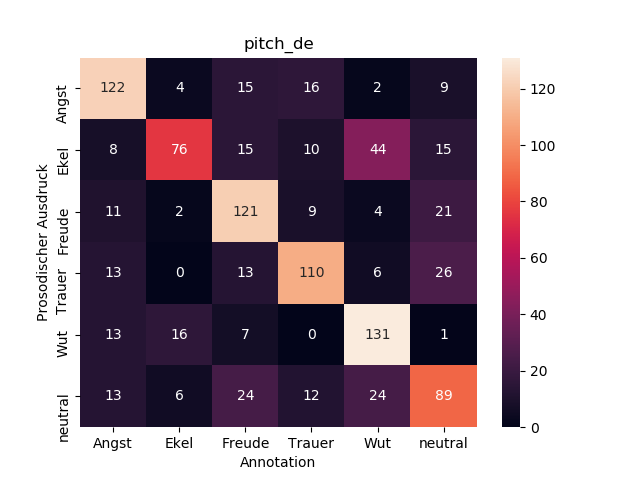 pitch_de
Prosodischer Ausdruck
Angst 122 4 15 16 2 9
Ekel 8 76 15 10 44 15
Freude 11 2 121 9 4 21
Trauer 13 0 13 110 6 26
Wut 13 16 7 0 131 1
neutral 13 6 24 12 24 89
Angst Ekel Freude Trauer Wut neutral
Annotation
120
100
80
60
40
20
0